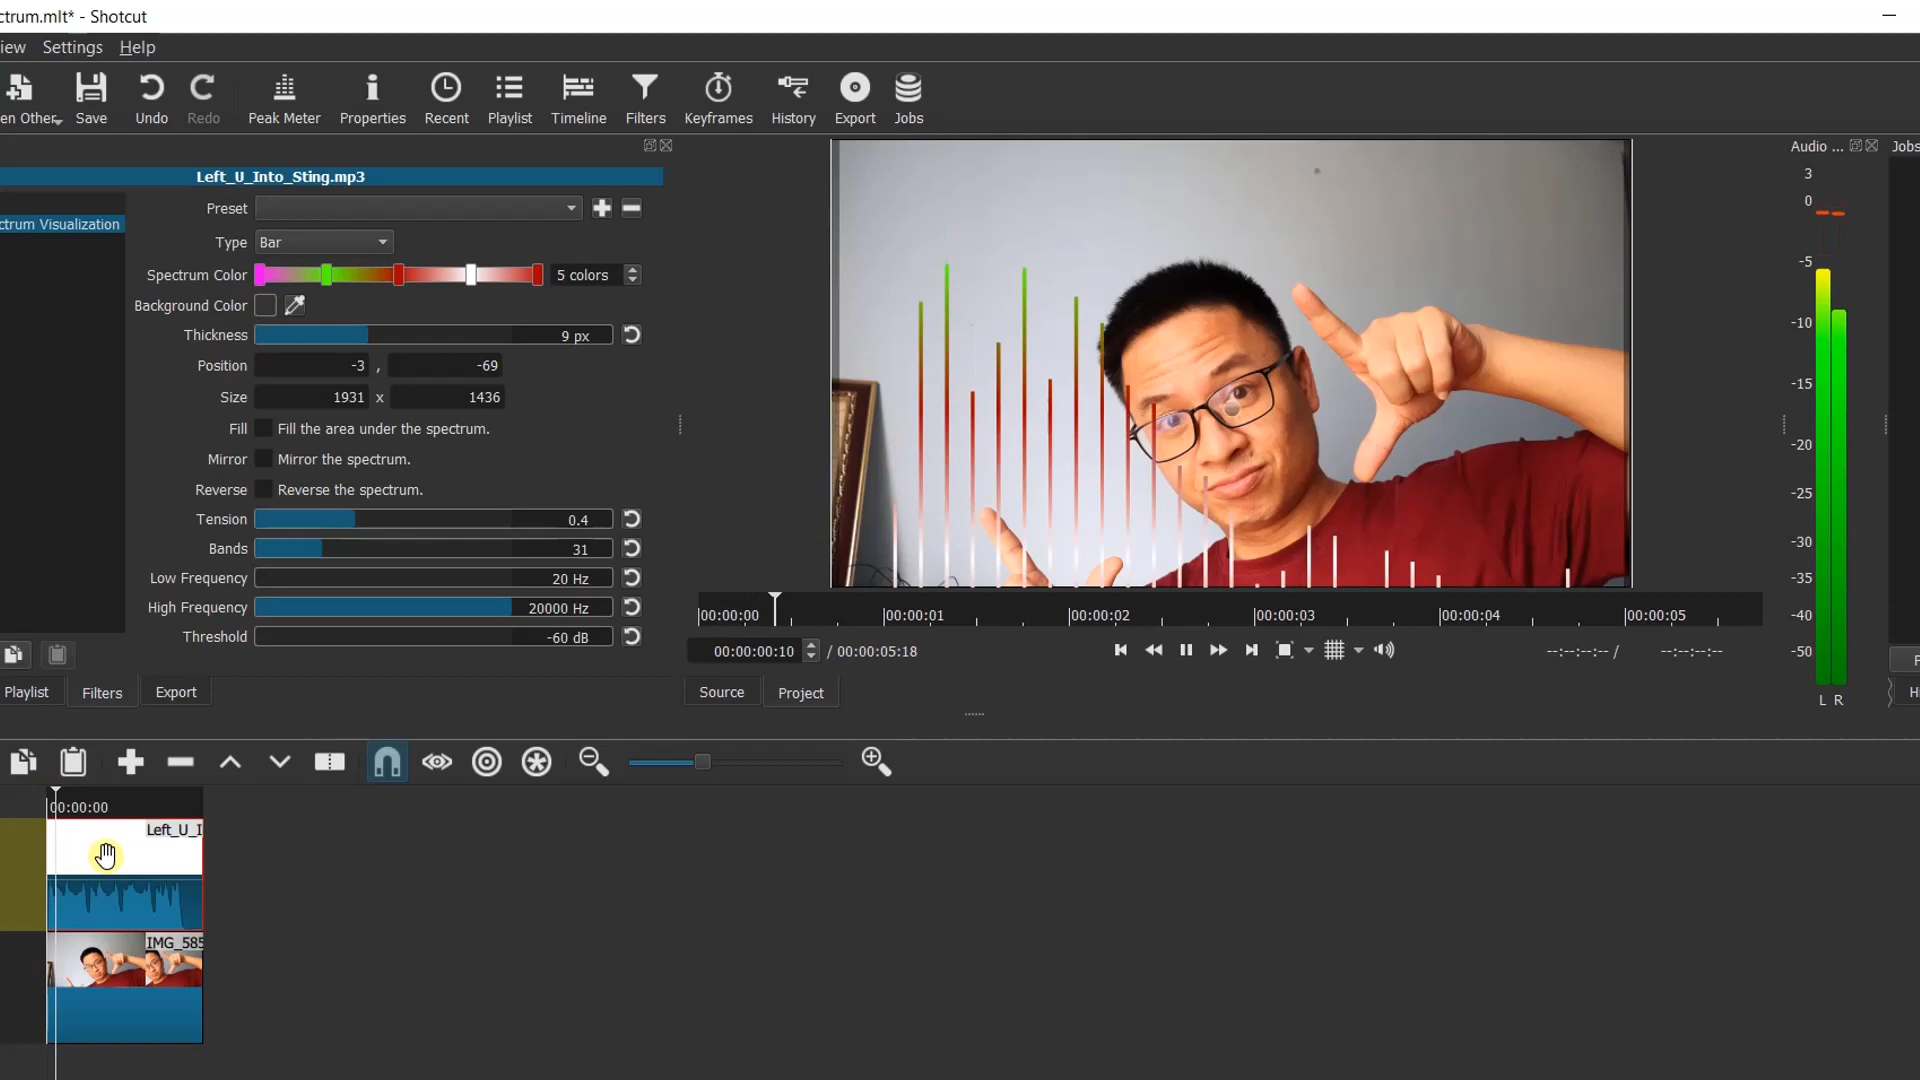 ctrum.mlt* - Shotcut
iew Settings Help
en Other Save Undo Redo Peak Meter Properties Recent Playlist Timeline Filters Keyframes History Export Jobs
Left_U_Into_Sting.mp3
ctrum Visualization
Preset
Type Bar
Spectrum Color 5 colors
Background Color
Thickness 9 px
Position -3 , -69
Size 1931 x 1436
Fill Fill the area under the spectrum.
Mirror Mirror the spectrum.
Reverse Reverse the spectrum.
Tension 0.4
Bands 31
Low Frequency 20 Hz
High Frequency 20000 Hz
Threshold -60 dB
Playlist Filters Export
00:00:00 00:00:01 00:00:02 00:00:03 00:00:04 00:00:05
00:00:00:10 / 00:00:05:18 --:--:--:-- / --:--:--:--
Source Project
Audio ... Jobs
3
0
-5
-10
-15
-20
-25
-30
-35
-40
-50
L R
P
Hi
00:00:00
Left_U_I
IMG_585